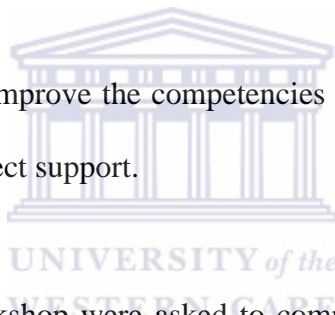 mprove the competencies
ect support.
UNIVERSITY of the
WESTERN CAPE
kshop were asked to com